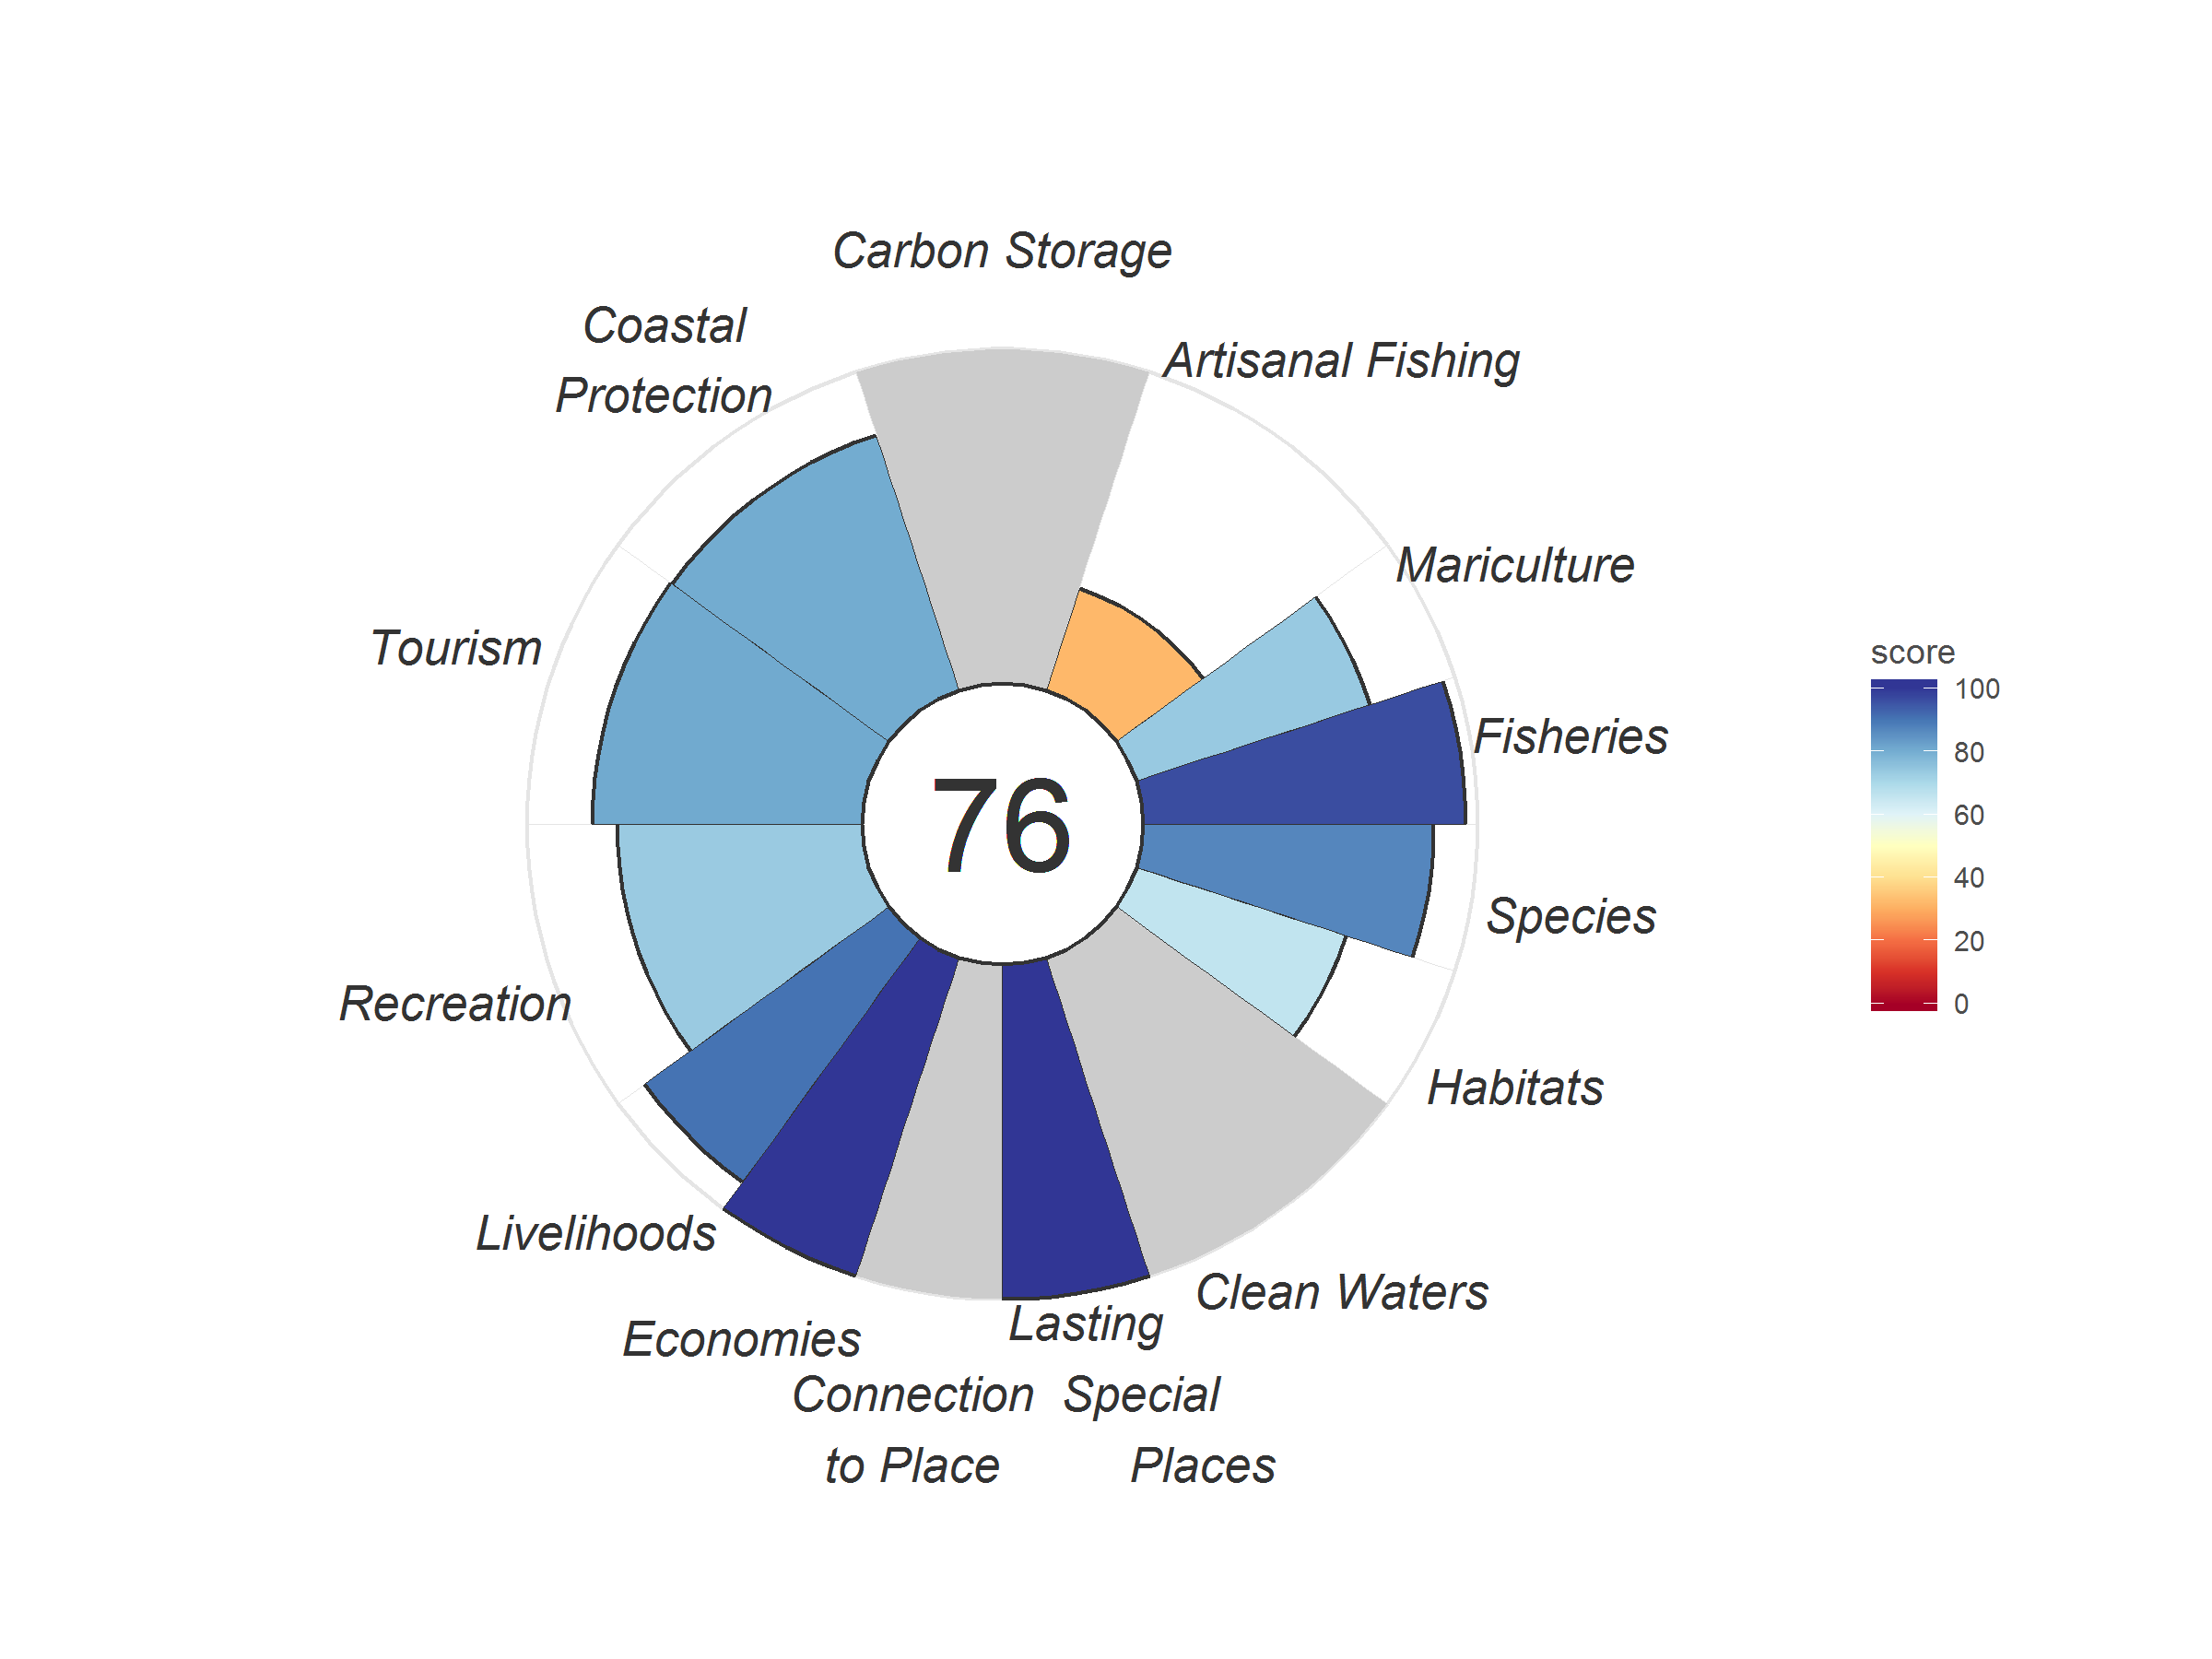 Carbon Storage
Coastal
Protection
Artisanal Fishing
Mariculture
Tourism
Fisheries
76
Species
Recreation
Habitats
Livelihoods
Clean Waters
Economies
Lasting
Special
Places
Connection
to Place
score
100
80
60
40
20
0